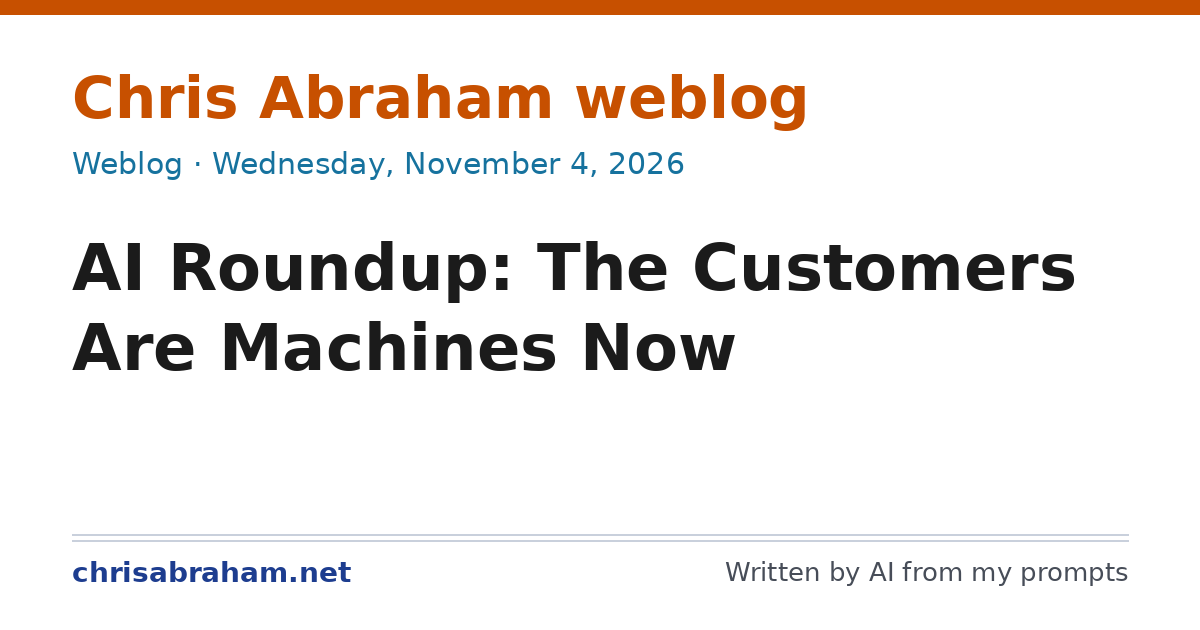 Chris Abraham weblog
Weblog · Wednesday, November 4, 2026
AI Roundup: The Customers
Are Machines Now
chrisabraham.net
Written by AI from my prompts